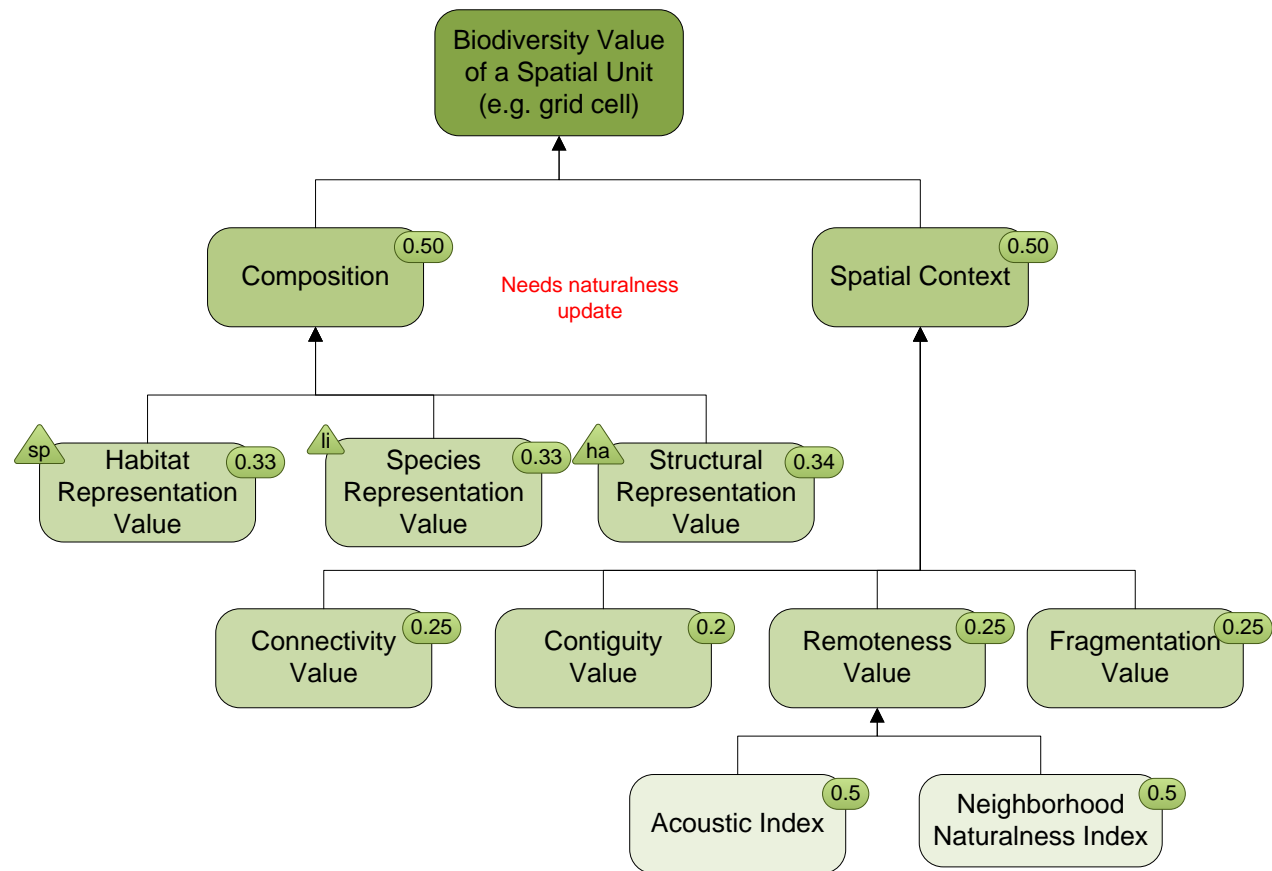 Biodiversity Value
of a Spatial Unit
(e.g. grid cell)
0.50
Composition
0.50
Spatial Context
Needs naturalness
update
sp
Habitat
Representation
Value
0.33
li
Species
Representation
Value
0.33
ha
Structural
Representation
Value
0.34
Connectivity
Value
0.25
Contiguity
Value
0.2
Remoteness
Value
0.25
Fragmentation
Value
0.25
Acoustic Index
0.5
Neighborhood
Naturalness Index
0.5